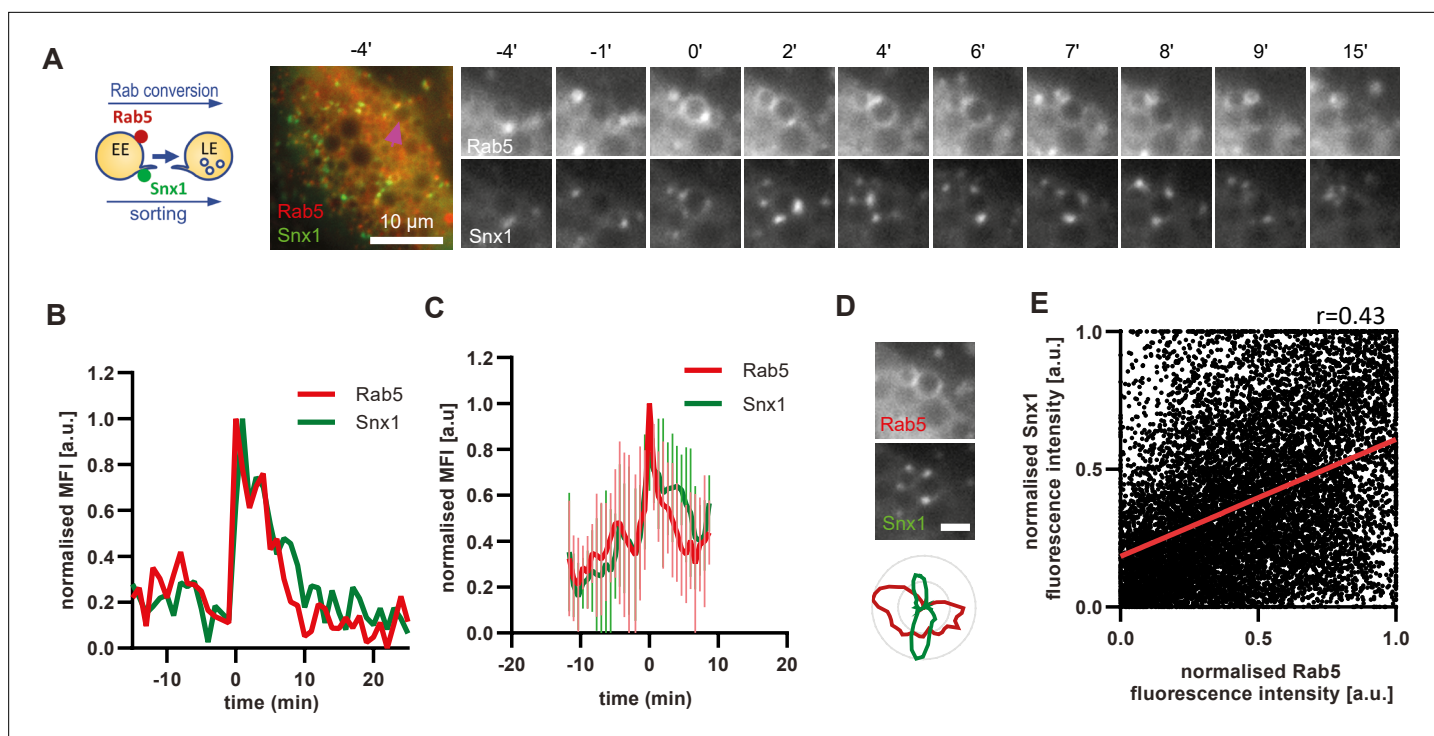 A
-4'
-4'
-1'
0'
2'
4'
6'
7'
8'
9'
15'
Rab conversion
Rab5
EE
LE
Snx1
sorting
Rab5
Snx1
10 µm
Rab5
Snx1
B
normalised MFI [a.u.]
1.2
1.0
0.8
0.6
0.4
0.2
0.0
0
10
20
time (min)
Rab5
Snx1
C
normalised MFI [a.u]
1.2
1.0
0.8
0.6
0.4
0.2
0.0
-20
-10
0
10
20
time (min)
Rab5
Snx1
D
Rab5
Snx1
E
r=0.43
normalised Snx1
fluorescence intensity [a.u.]
1.0
0.5
0.0
0.0
0.5
1.0
normalised Rab5
fluorescence intensity [a.u.]